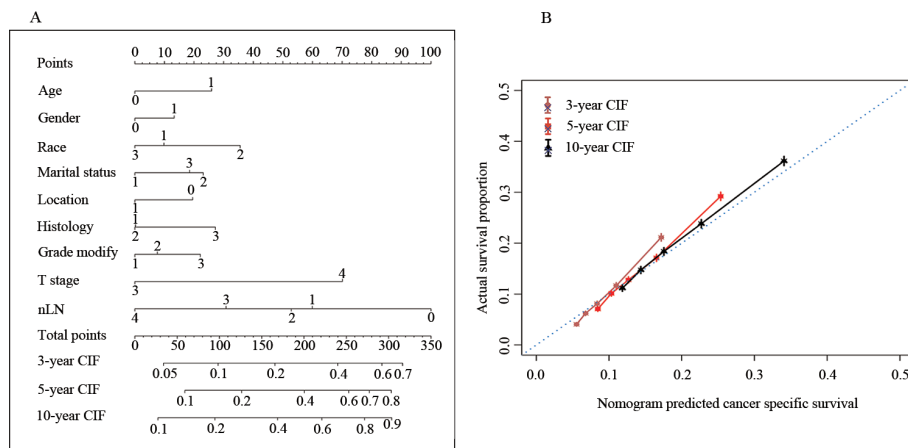 A
B
0 10 20 30 40 50 60 70 80 90 100
Points
1
Age
0
1
Gender
0
1
Race
3 2
3
Marital status
1 2
0
Location
1
1
Histology
2 3
2
Grade modify
1 3
4
T stage
3
3 1
nLN
4 2 0
Total points
0 50 100 150 200 250 300 350
3-year CIF
0.05 0.1 0.2 0.4 0.6 0.7
5-year CIF
0.1 0.2 0.4 0.6 0.7 0.8
10-year CIF
0.1 0.2 0.4 0.6 0.8 0.9
Actual survival proportion
0.5
0.4
0.3
0.2
0.1
0.0
3-year CIF
5-year CIF
10-year CIF
0.0 0.1 0.2 0.3 0.4 0.5
Nomogram predicted cancer specific survival